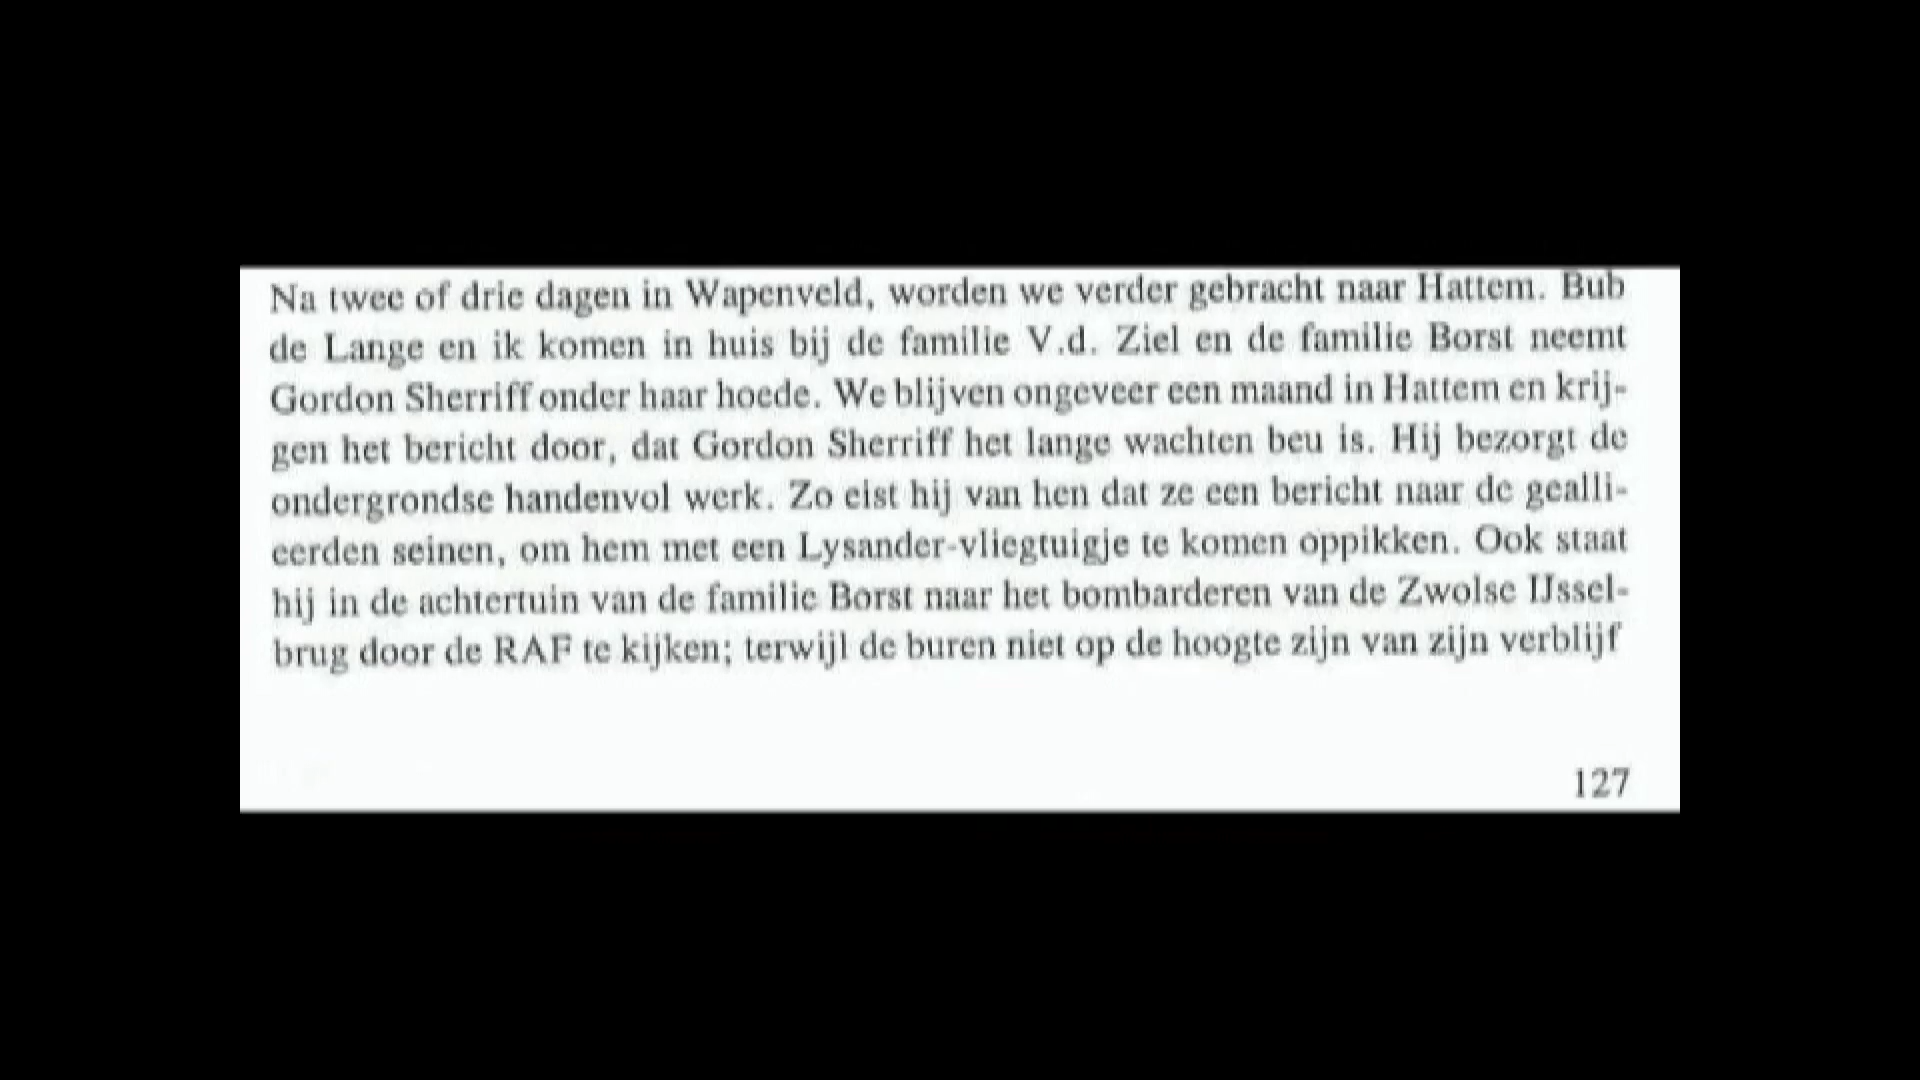 Na twee of drie dagen in Wapenveld, worden we verder gebracht naar Hattem. Bub
de Lange en ik komen in huis bij de familie V.d. Ziel en de familie Borst neemt
Gordon Sherriff onder haar hoede. We blijven ongeveer een maand in Hattem en krij-
gen het bericht door, dat Gordon Sherriff het lange wachten beu is. Hij bezorgt de
ondergrondse handenvol werk. Zo eist hij van hen dat ze een bericht naar de gealli-
eerden seinen, om hem met een Lysander-vliegtuigje te komen oppikken. Ook staat
hij in de achtertuin van de familie Borst naar het bombarderen van de Zwolse IJssel-
brug door de RAF te kijken; terwijl de buren niet op de hoogte zijn van zijn verblijf
127